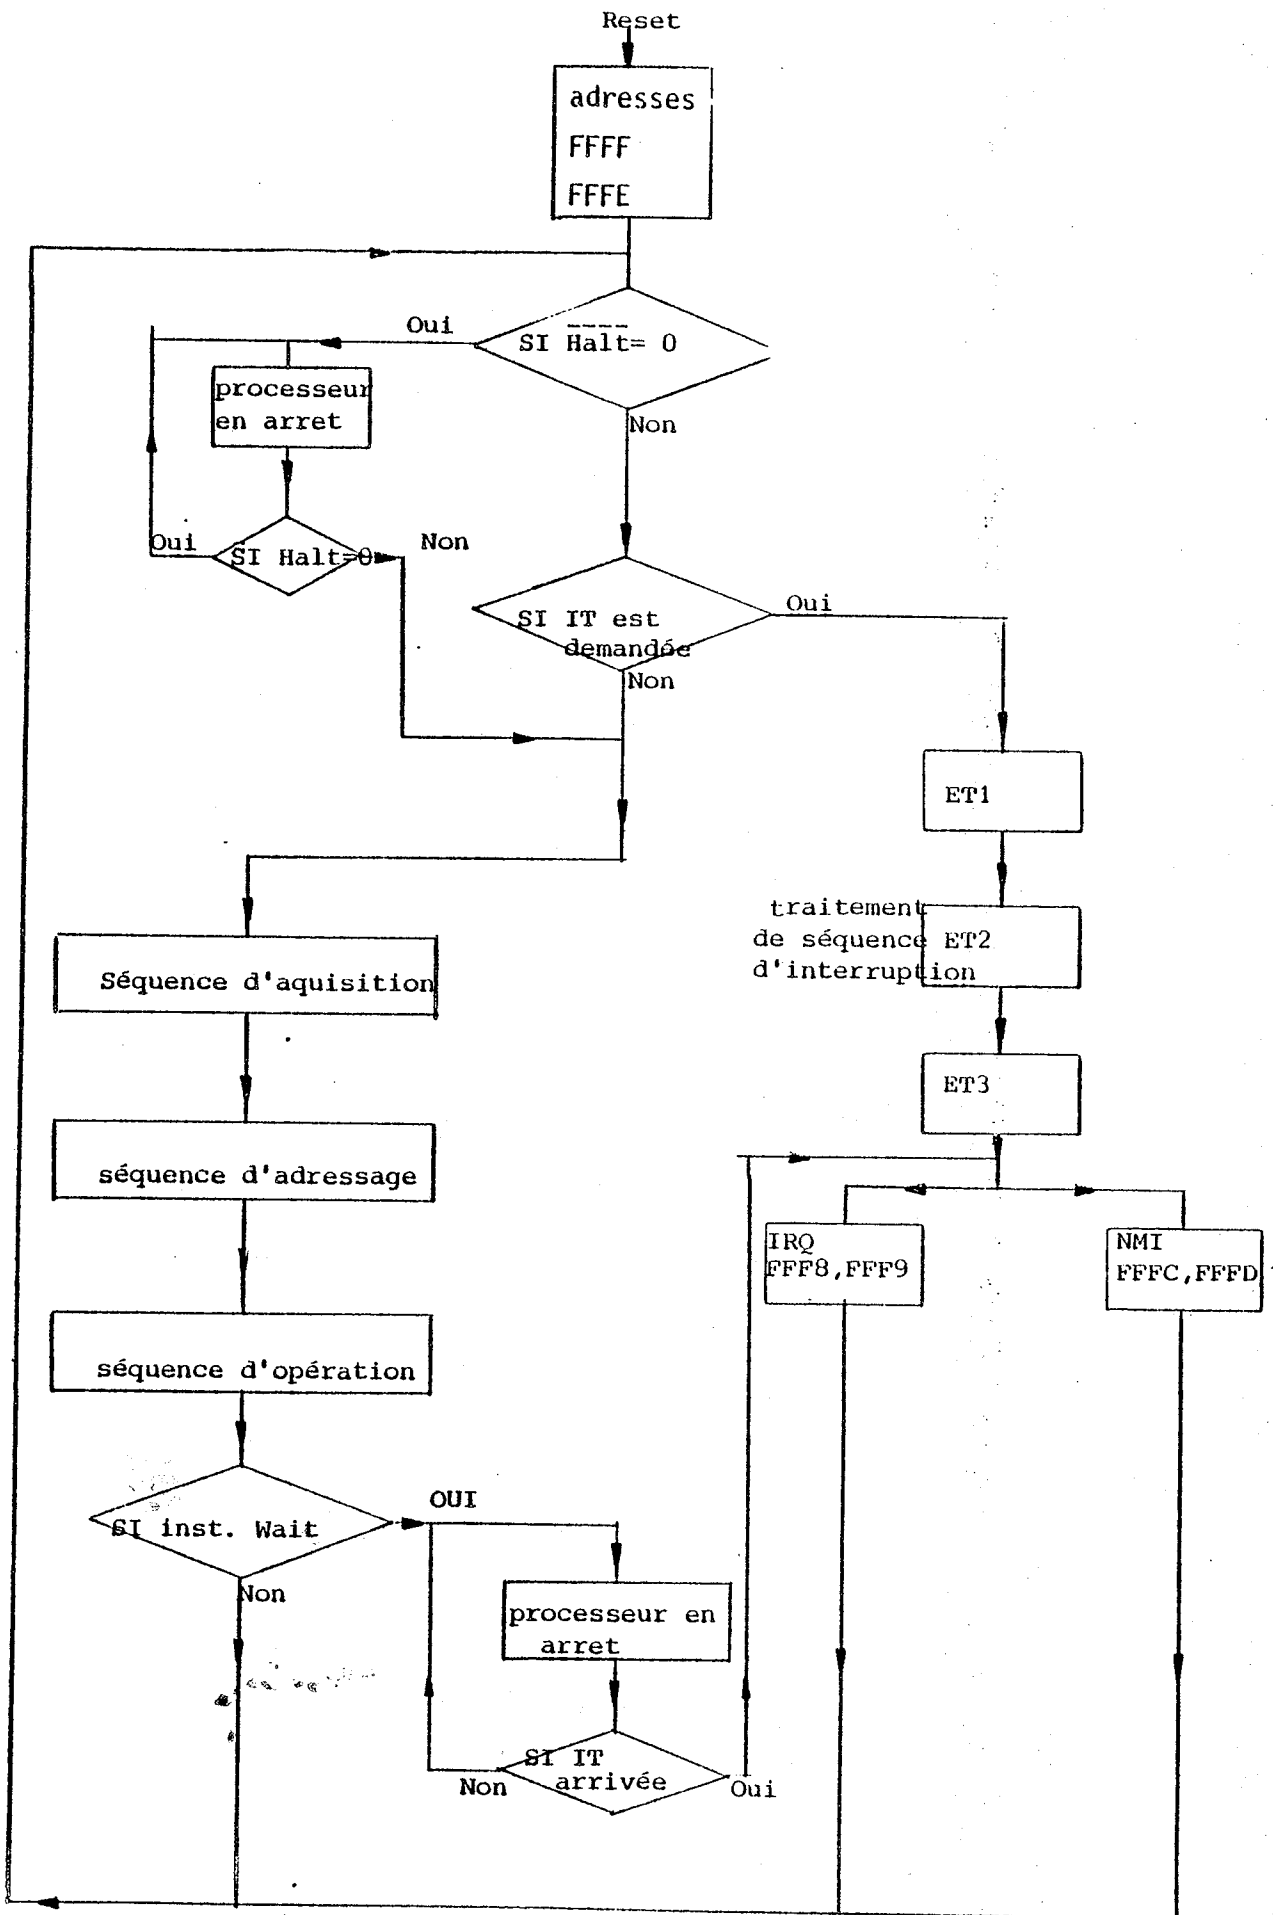 Reset
adresses
FFFF
FFFE
Oui
SI Halt= 0
processeur
en arret
Non
Oui
SI Halt=0
Non
Oui
SI IT est
demandée
Non
ET1
traitement
de séquence
d'interruption
ET2
Séquence d'aquisition
ET3
séquence d'adressage
IRQ
FFF8,FFF9
NMI
FFFC,FFFD
séquence d'opération
OUI
SI inst. Wait
Non
processeur en
arret
SI IT
arrivée
Non
Oui